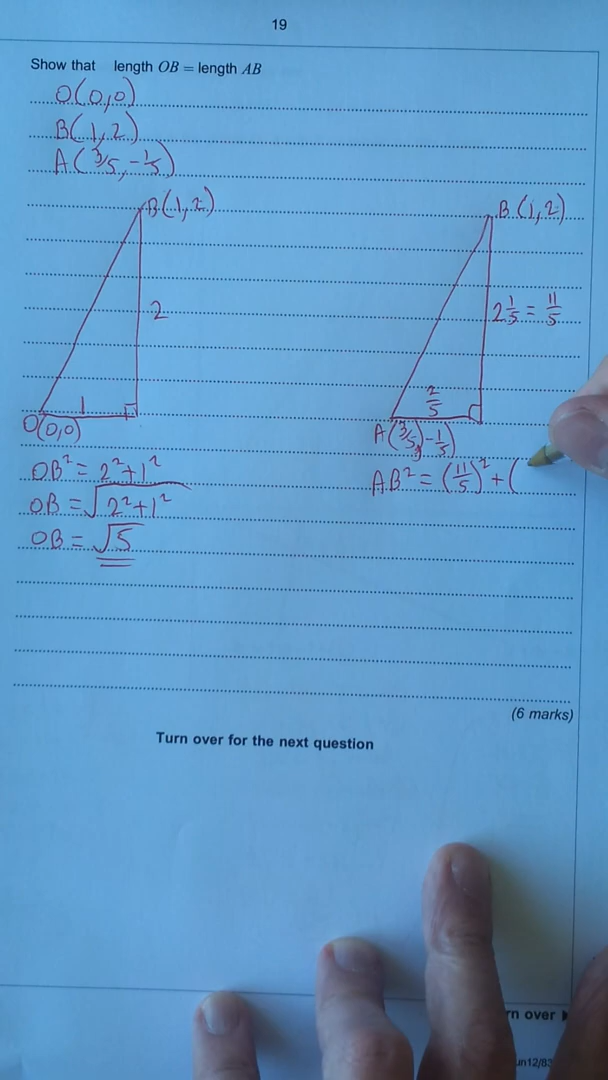 19
Show that length OB = length AB
O(0,0)
B(1,2)
A(3/5,-1/5)
B(1,2)
2
1
O(0,0)
OB² = 2²+1²
OB = √2²+1²
OB = √5
B(1,2)
2 1/5 = 11/5
2/5
A(3/5,-1/5)
AB² = (11/5)² + (
(6 marks)
Turn over for the next question
rn over
un12/83